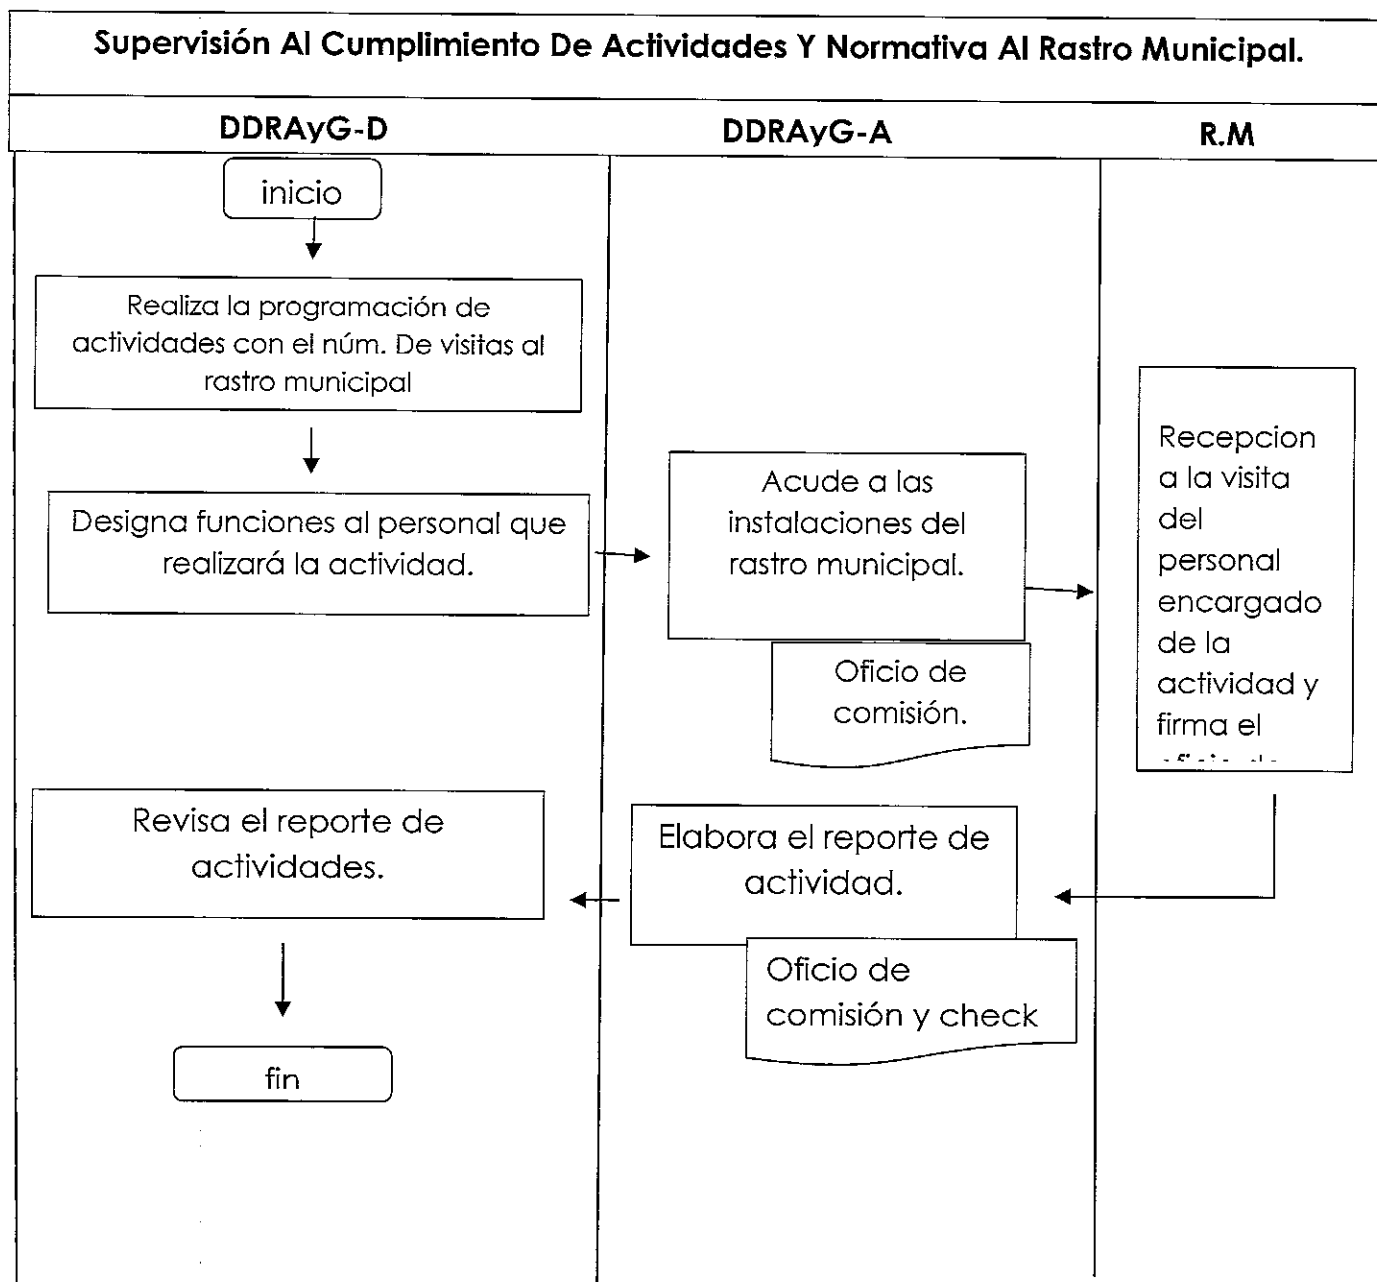 Supervisión Al Cumplimiento De Actividades Y Normativa Al Rastro Municipal.
DDRAyG-D
DDRAyG-A
R.M
inicio
Realiza la programación de
actividades con el núm. De visitas al
rastro municipal
Designa funciones al personal que
realizará la actividad.
Acude a las
instalaciones del
rastro municipal.
Oficio de
comisión.
Recepcion
a la visita
del
personal
encargado
de la
actividad y
firma el
Elabora el reporte de
actividad.
Oficio de
comisión y check
Revisa el reporte de
actividades.
fin